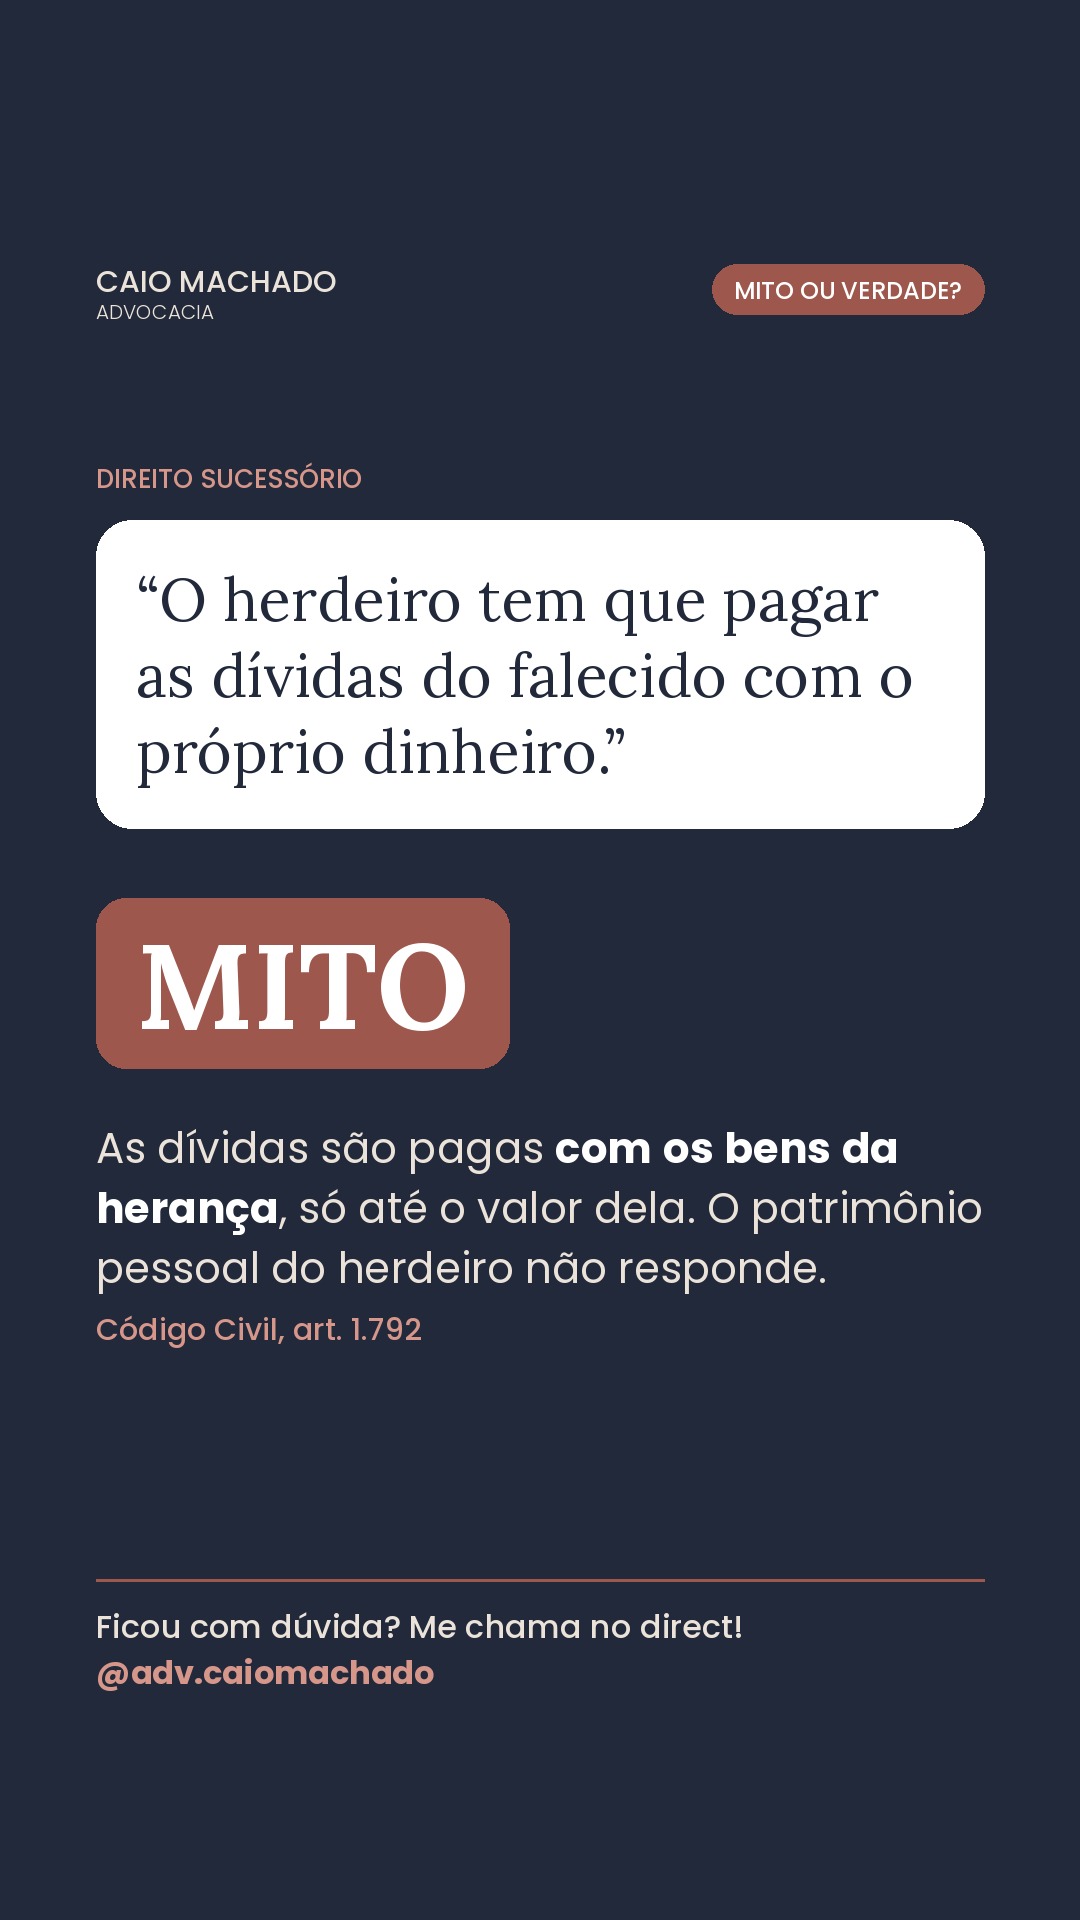 CAIO MACHADO
ADVOCACIA
MITO OU VERDADE?
DIREITO SUCESSÓRIO
“O herdeiro tem que pagar
as dívidas do falecido com o
próprio dinheiro.”
MITO
As dívidas são pagas com os bens da
herança, só até o valor dela. O patrimônio
pessoal do herdeiro não responde.
Código Civil, art. 1.792
Ficou com dúvida? Me chama no direct!
@adv.caiomachado